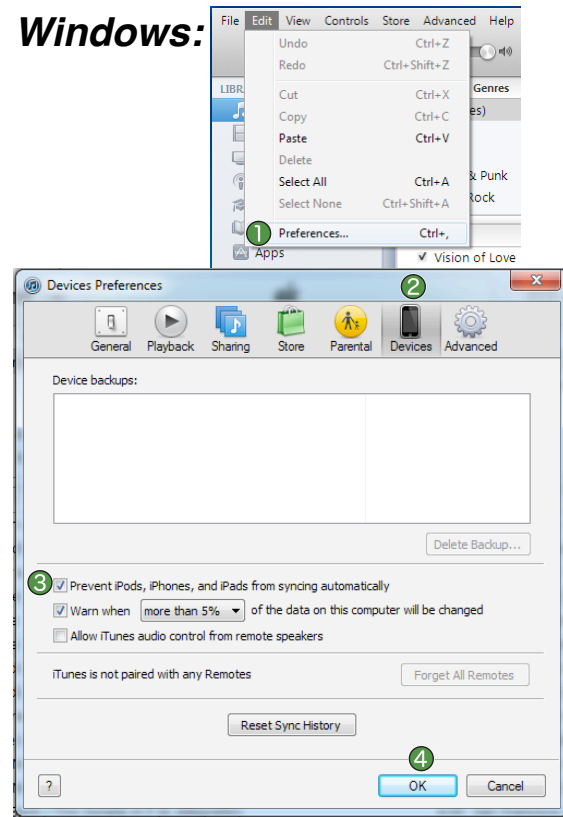 Windows:
File Edit View Controls Store Advanced Help
Undo Ctrl+Z
Redo Ctrl+Shift+Z
LIBR
Cut Ctrl+X
Genres
Copy Ctrl+C
es)
Paste Ctrl+V
Delete
Select All Ctrl+A
& Punk
Select None Ctrl+Shift+A
Rock
1 Preferences... Ctrl+,
Apps
✔ Vision of Love
Devices Preferences
2
General Playback Sharing Store Parental Devices Advanced
Device backups:
Delete Backup...
3 Prevent iPods, iPhones, and iPads from syncing automatically
Warn when more than 5% of the data on this computer will be changed
Allow iTunes audio control from remote speakers
iTunes is not paired with any Remotes
Forget All Remotes
Reset Sync History
4
? OK Cancel